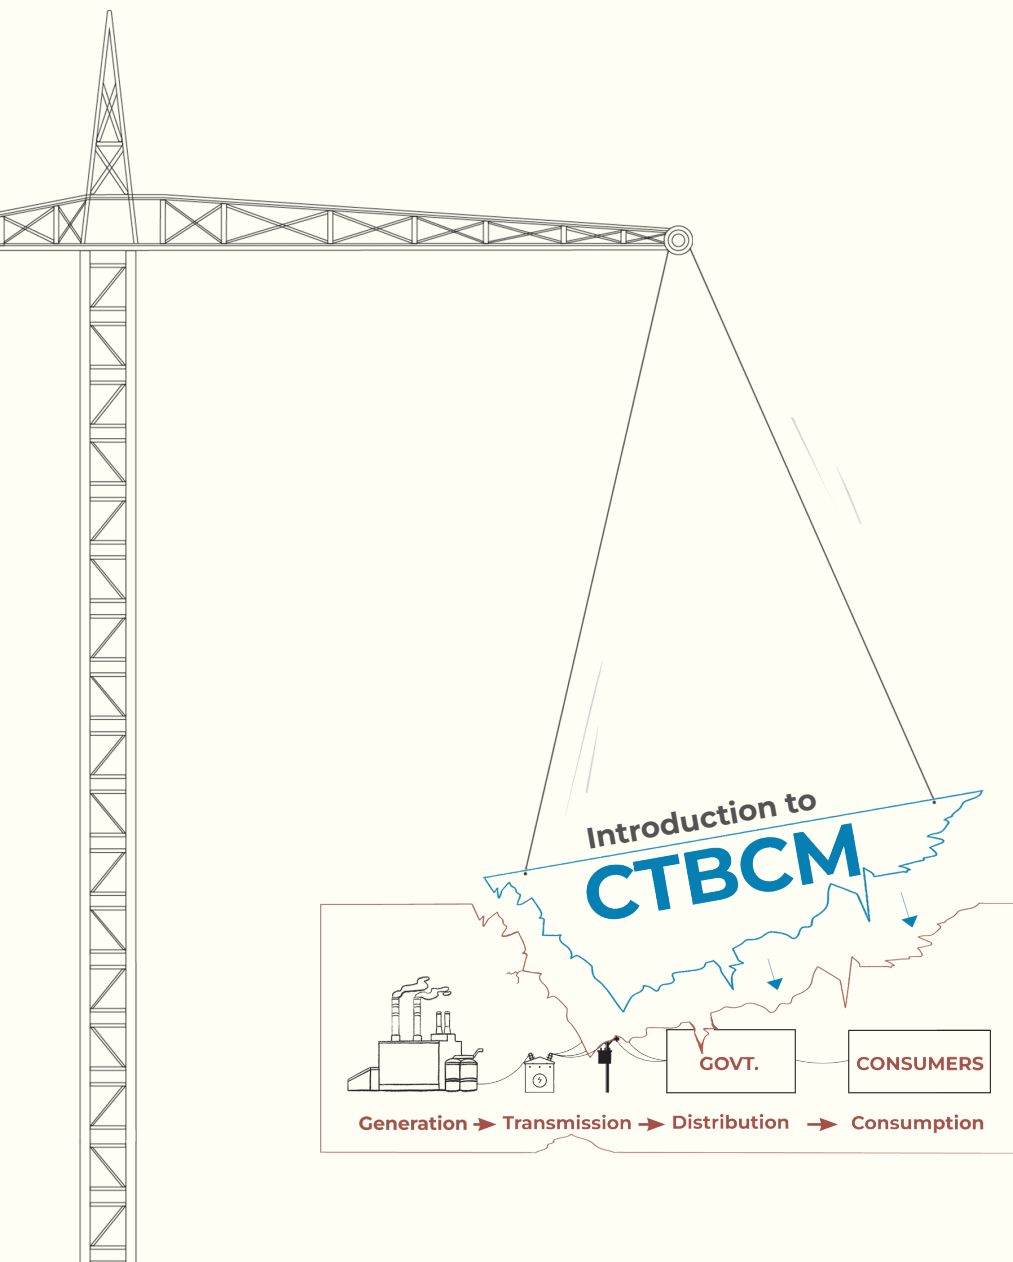 Introduction to
CTBCM
GOVT.
CONSUMERS
Generation
Transmission
Distribution
Consumption